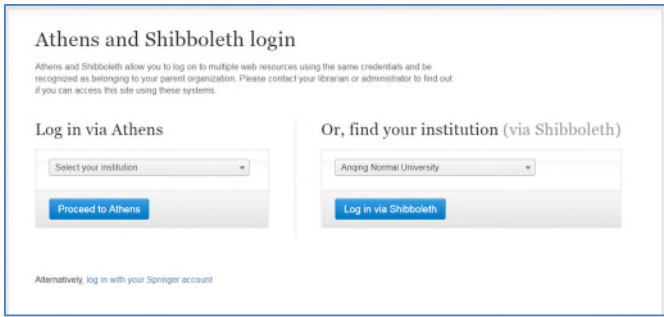 Athens and Shibboleth login
Athens and Shibboleth allow you to log on to multiple web resources using the same credentials and be
recognized as belonging to your parent organization. Please contact your librarian or administrator to find out
if you can access this site using these systems.
Log in via Athens
Select your institution
Proceed to Athens
Or, find your institution (via Shibboleth)
Anqing Normal University
Log in via Shibboleth
Alternatively, log in with your Springer account